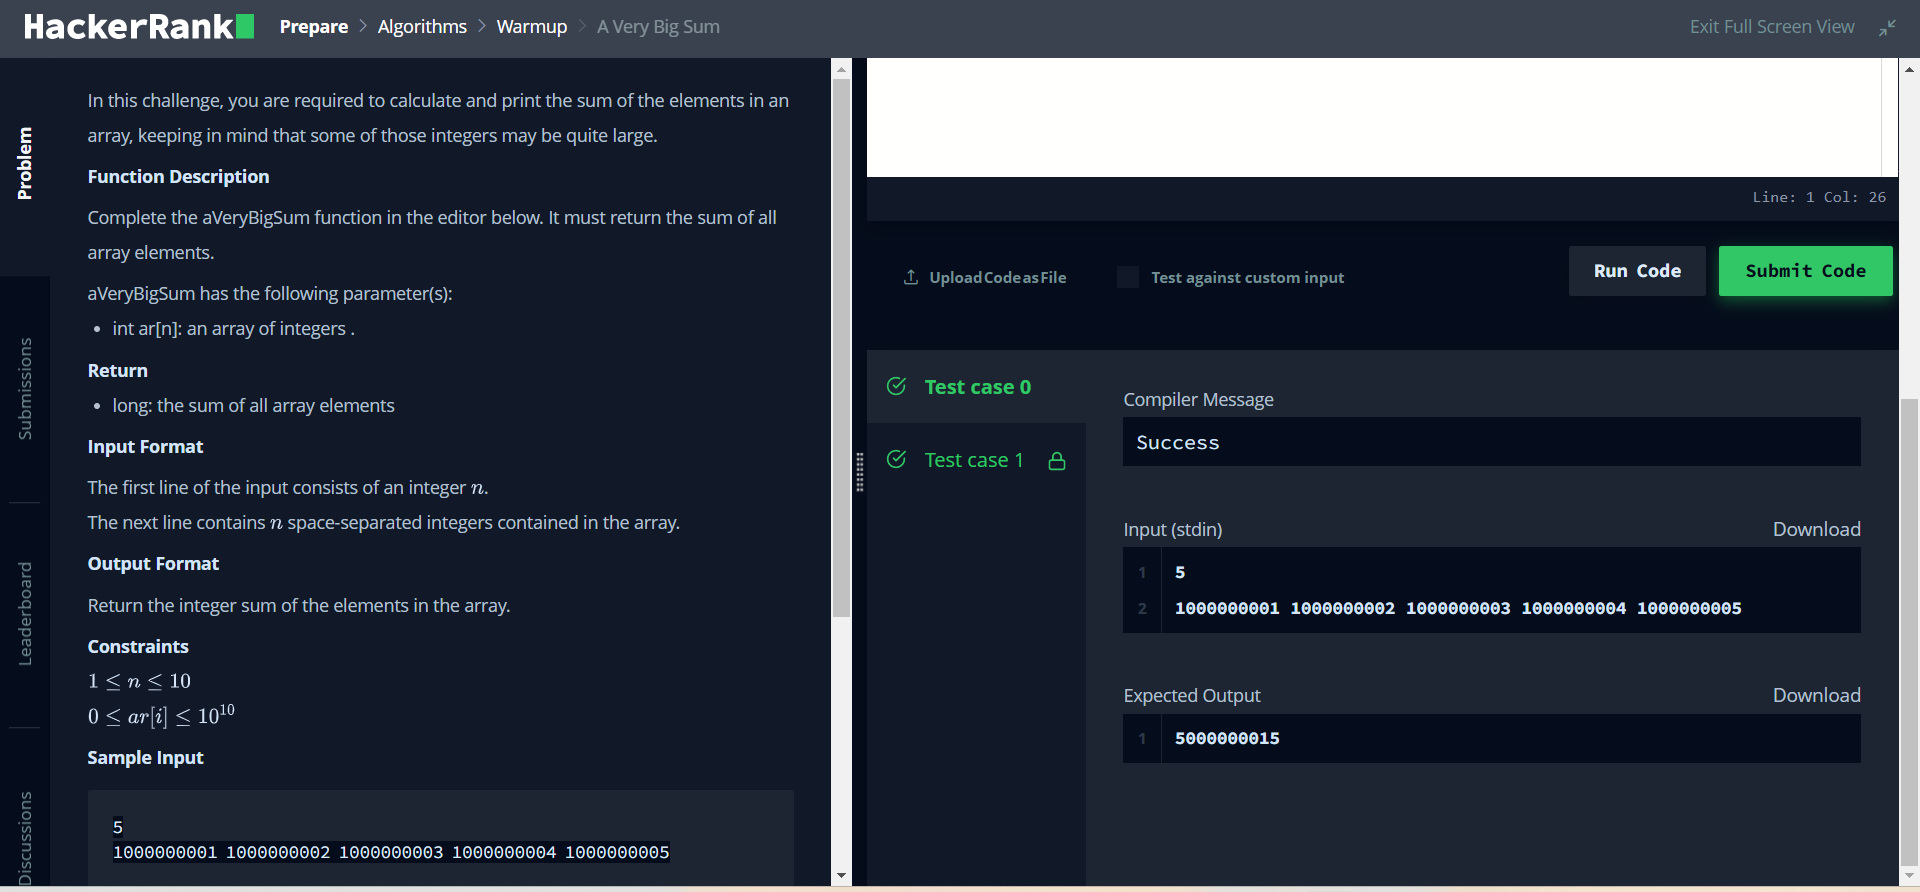 HackerRank Prepare > Algorithms > Warmup > A Very Big Sum Exit Full Screen View
Problem
Submissions
Leaderboard
Discussions
In this challenge, you are required to calculate and print the sum of the elements in an
array, keeping in mind that some of those integers may be quite large.
Function Description
Complete the aVeryBigSum function in the editor below. It must return the sum of all
array elements.
aVeryBigSum has the following parameter(s):
• int ar[n]: an array of integers .
Return
• long: the sum of all array elements
Input Format
The first line of the input consists of an integer n.
The next line contains n space-separated integers contained in the array.
Output Format
Return the integer sum of the elements in the array.
Constraints
1 ≤ n ≤ 10
0 ≤ ar[i] ≤ 10¹⁰
Sample Input
5
1000000001 1000000002 1000000003 1000000004 1000000005
Line: 1 Col: 26
Upload Code as File Test against custom input Run Code Submit Code
Test case 0
Test case 1
Compiler Message
Success
Input (stdin) Download
1 5
2 1000000001 1000000002 1000000003 1000000004 1000000005
Expected Output Download
1 5000000015